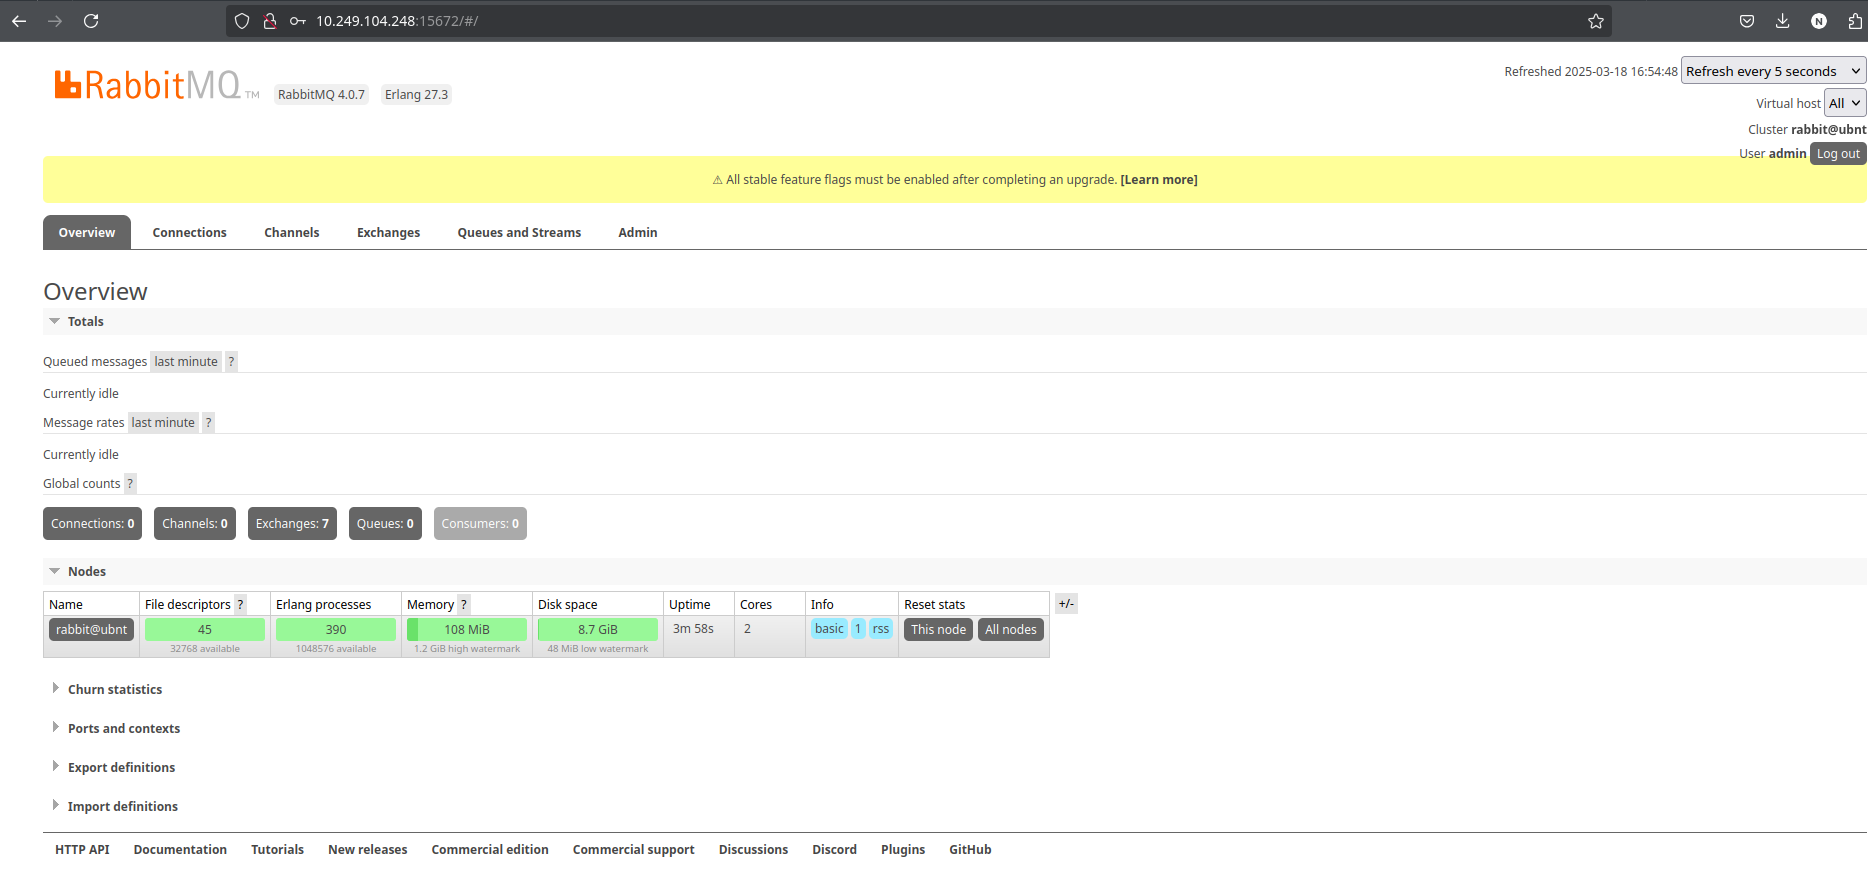 10.249.104.248:15672/#/
RabbitMQ TM RabbitMQ 4.0.7 Erlang 27.3
Refreshed 2025-03-18 16:54:48 Refresh every 5 seconds
Virtual host All
Cluster rabbit@ubnt
User admin Log out
⚠ All stable feature flags must be enabled after completing an upgrade. [Learn more]
Overview Connections Channels Exchanges Queues and Streams Admin
Overview
Totals
Queued messages last minute ?
Currently idle
Message rates last minute ?
Currently idle
Global counts ?
Connections: 0 Channels: 0 Exchanges: 7 Queues: 0 Consumers: 0
Nodes
Name File descriptors ? Erlang processes Memory ? Disk space Uptime Cores Info Reset stats +/-
rabbit@ubnt 45 390 108 MiB 8.7 GiB 3m 58s 2 basic 1 rss This node All nodes
32768 available 1048576 available 1.2 GiB high watermark 48 MiB low watermark
Churn statistics
Ports and contexts
Export definitions
Import definitions
HTTP API Documentation Tutorials New releases Commercial edition Commercial support Discussions Discord Plugins GitHub